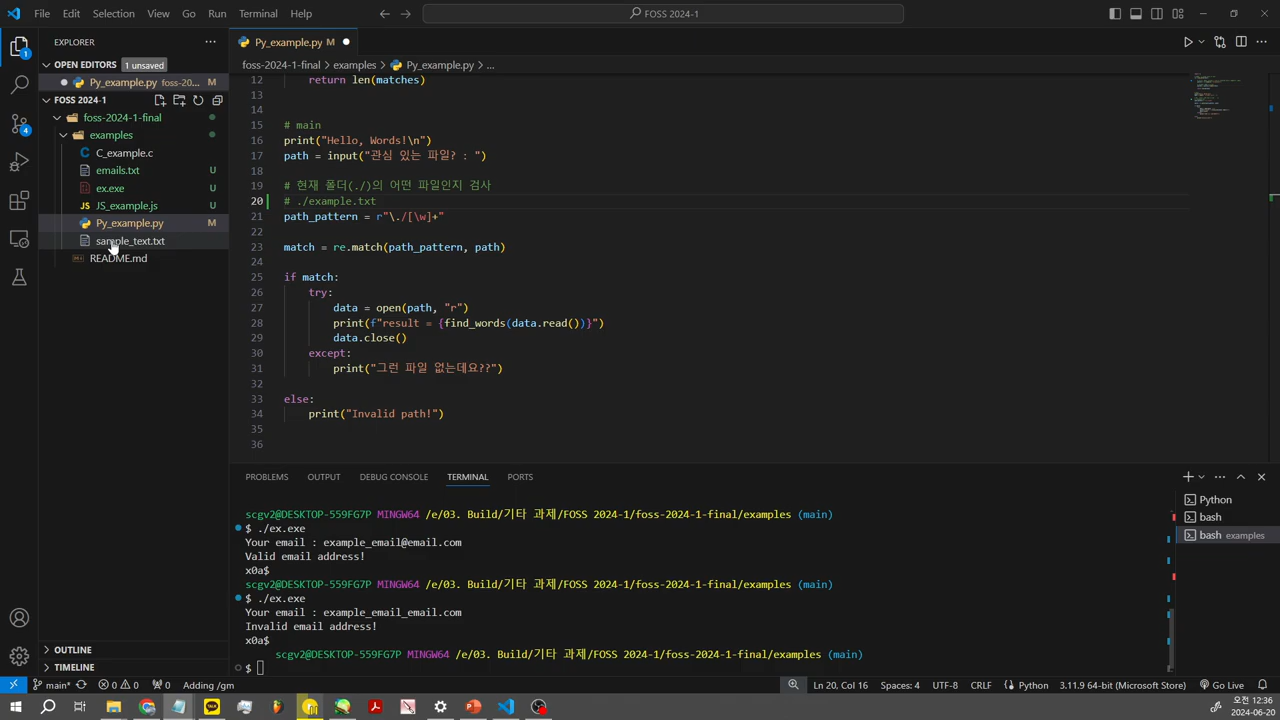 File Edit Selection View Go Run Terminal Help
FOSS 2024-1
EXPLORER
OPEN EDITORS 1 unsaved
Py_example.py foss-20... M
FOSS 2024-1
foss-2024-1-final
examples
C_example.c
emails.txt U
ex.exe U
JS_example.js U
Py_example.py M
sample_text.txt
README.md
OUTLINE
TIMELINE
Py_example.py M
foss-2024-1-final > examples > Py_example.py > ...
12 return len(matches)
13
14
15 # main
16 print("Hello, Words!\n")
17 path = input("관심 있는 파일? : ")
18
19 # 현재 폴더(./)의 어떤 파일인지 검사
20 # ./example.txt
21 path_pattern = r"\./[\w]+"
22
23 match = re.match(path_pattern, path)
24
25 if match:
26 try:
27 data = open(path, "r")
28 print(f"result = {find_words(data.read())}")
29 data.close()
30 except:
31 print("그런 파일 없는데요??")
32
33 else:
34 print("Invalid path!")
35
36
PROBLEMS OUTPUT DEBUG CONSOLE TERMINAL PORTS
scgv2@DESKTOP-559FG7P MINGW64 /e/03. Build/기타 과제/FOSS 2024-1/foss-2024-1-final/examples (main)
$ ./ex.exe
Your email : example_email@email.com
Valid email address!
x0a$
scgv2@DESKTOP-559FG7P MINGW64 /e/03. Build/기타 과제/FOSS 2024-1/foss-2024-1-final/examples (main)
$ ./ex.exe
Your email : example_email_email.com
Invalid email address!
x0a$
scgv2@DESKTOP-559FG7P MINGW64 /e/03. Build/기타 과제/FOSS 2024-1/foss-2024-1-final/examples (main)
$
Python
bash
bash examples
main* 0 0 0 Adding /gm
Ln 20, Col 16 Spaces: 4 UTF-8 CRLF Python 3.11.9 64-bit (Microsoft Store) Go Live
오전 12:36
2024-06-20